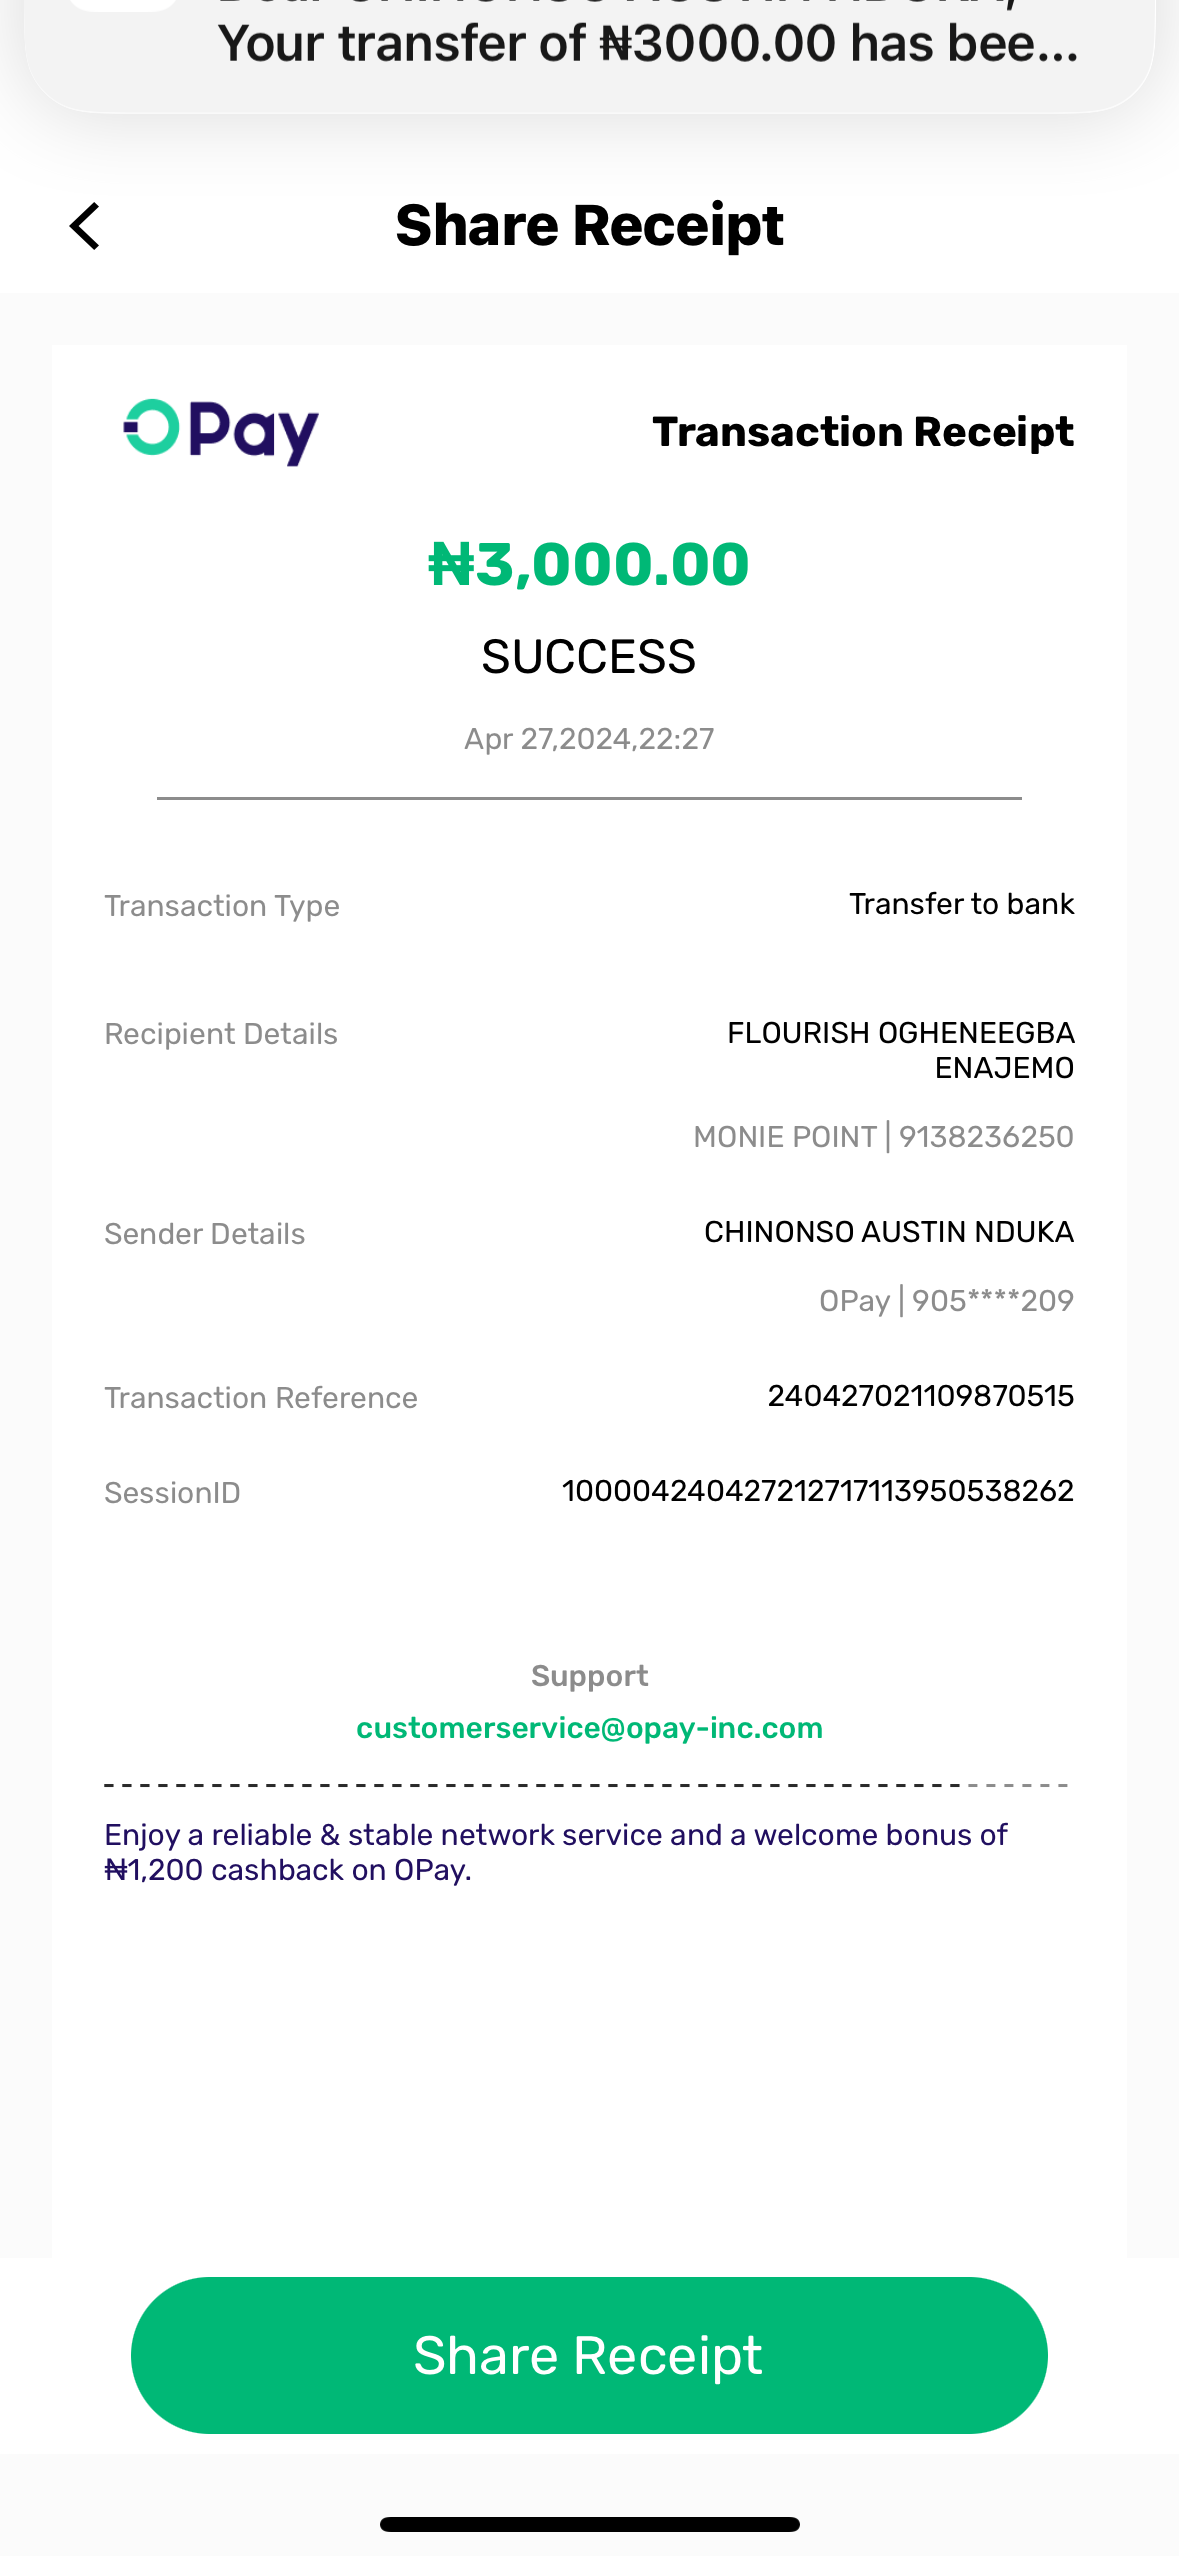 Your transfer of ₦3000.00 has bee...
Share Receipt
OPay
Transaction Receipt
₦3,000.00
SUCCESS
Apr 27,2024,22:27
Transaction Type
Transfer to bank
Recipient Details
FLOURISH OGHENEEGBA
ENAJEMO
MONIE POINT | 9138236250
Sender Details
CHINONSO AUSTIN NDUKA
OPay | 905****209
Transaction Reference
240427021109870515
SessionID
100004240427212717113950538262
Support
customerservice@opay-inc.com
Enjoy a reliable & stable network service and a welcome bonus of
₦1,200 cashback on OPay.
Share Receipt